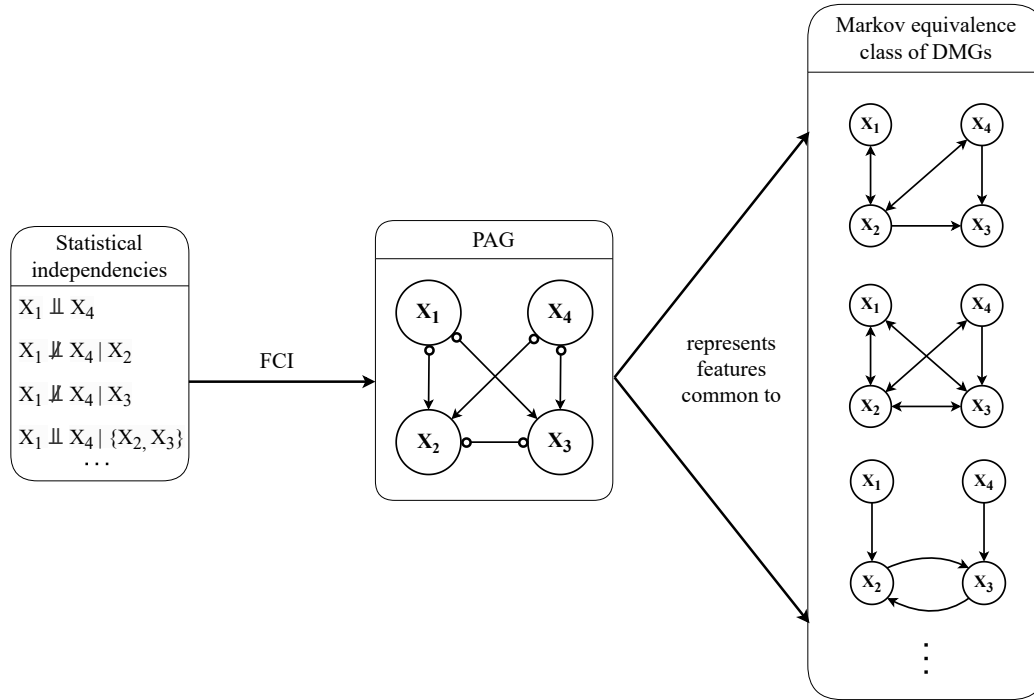 Statistical
independencies
X₁ ⫫ X₄
X₁ ⫫̸ X₄ | X₂
X₁ ⫫̸ X₄ | X₃
X₁ ⫫ X₄ | {X₂, X₃}
...
FCI
PAG
X₁
X₄
X₂
X₃
represents
features
common to
Markov equivalence
class of DMGs
X₁
X₄
X₂
X₃
X₁
X₄
X₂
X₃
X₁
X₄
X₂
X₃
⋮